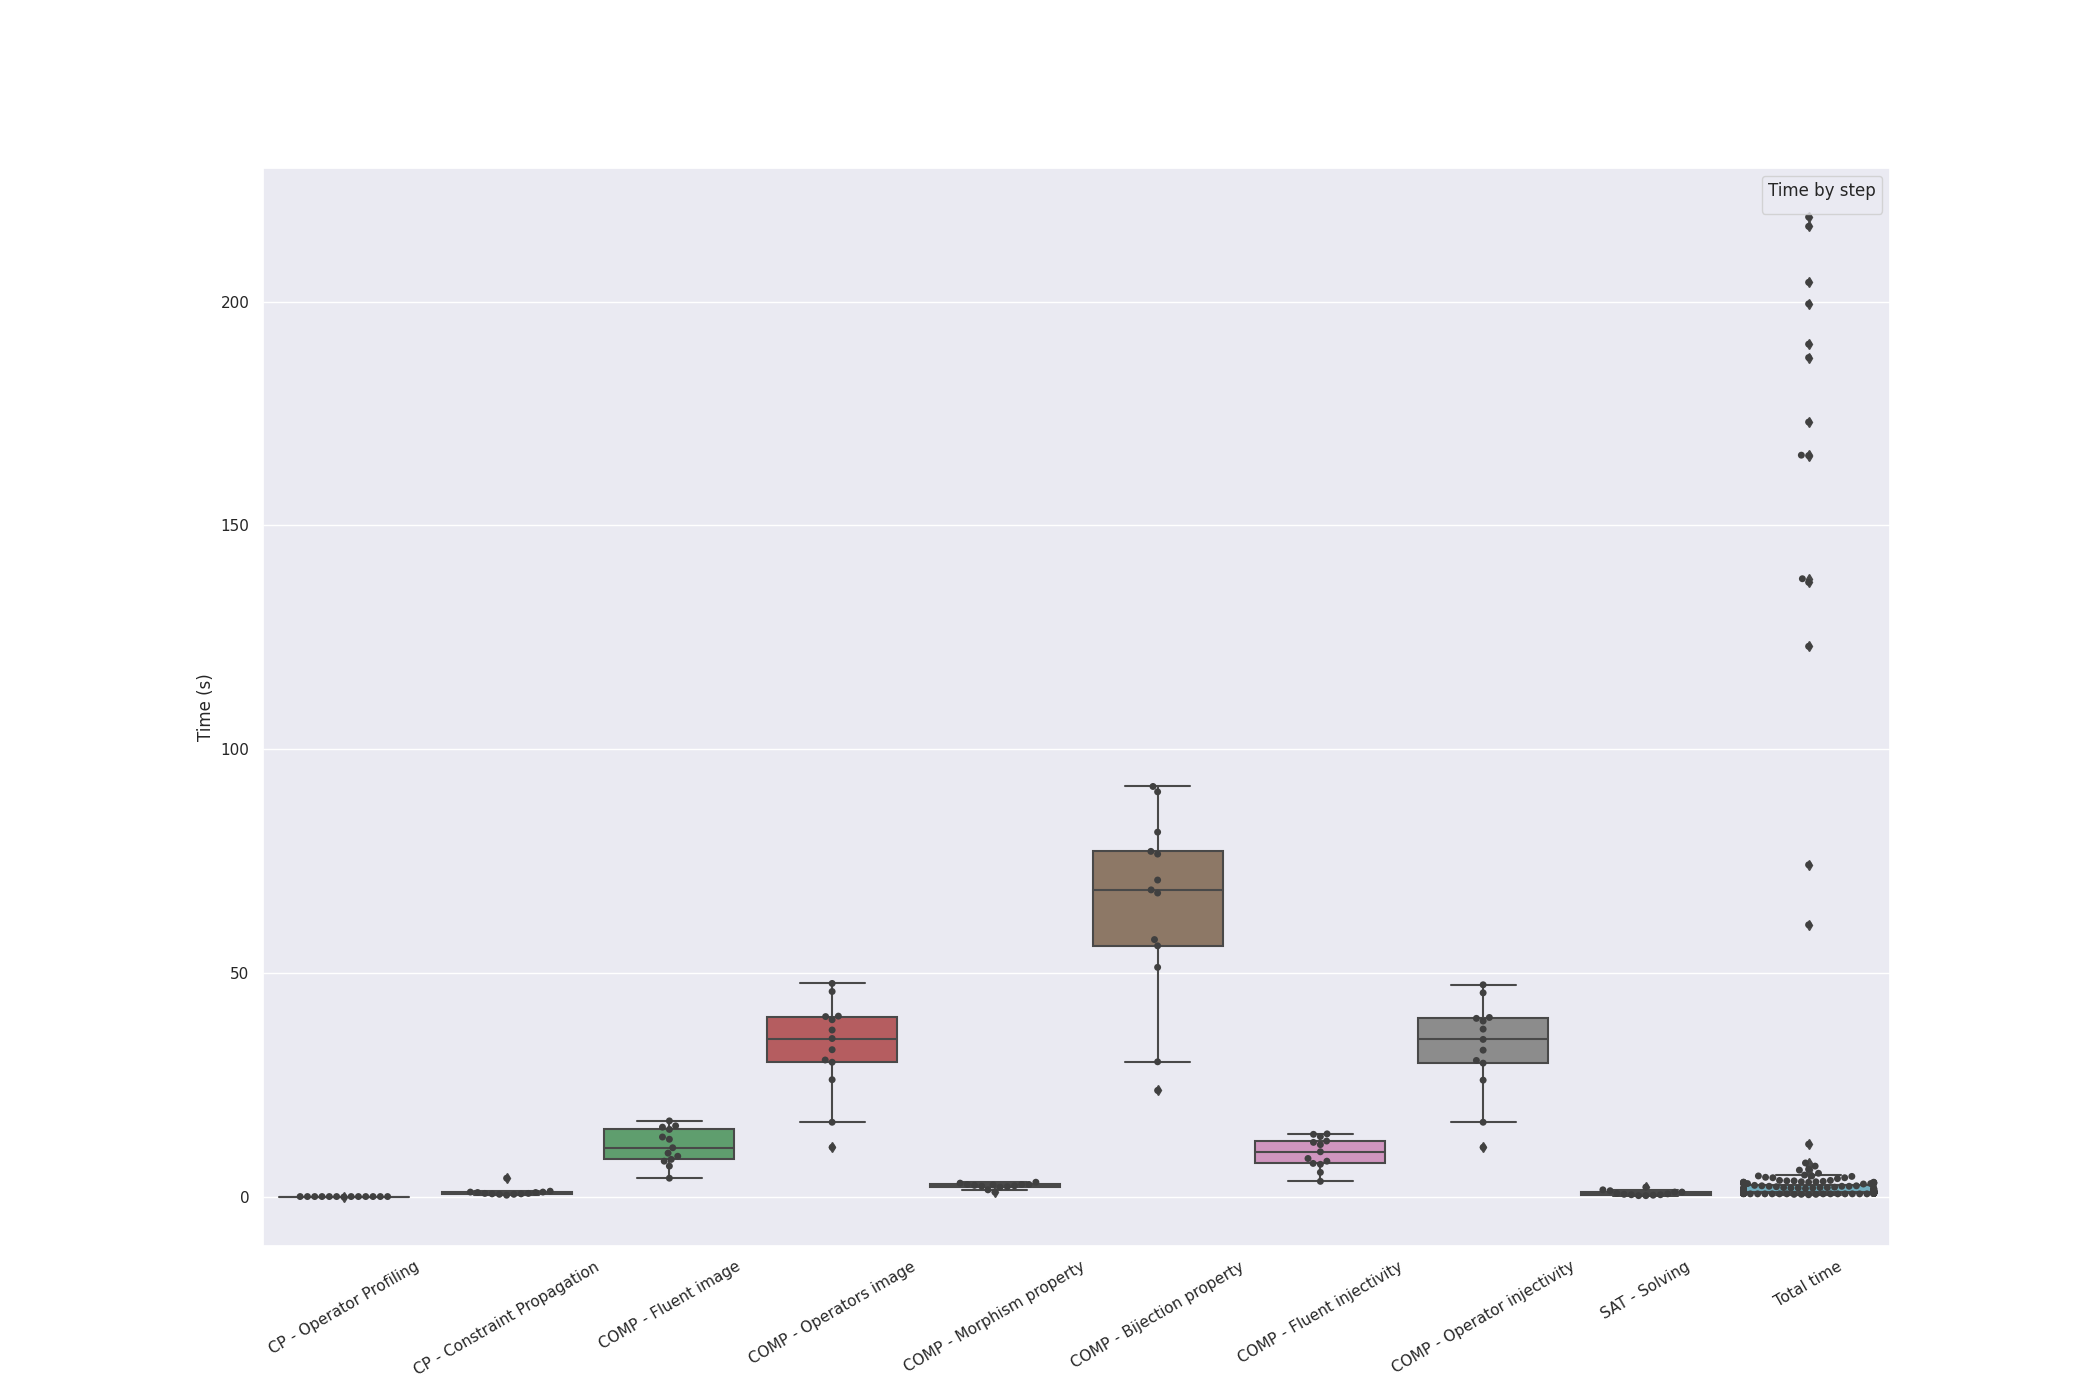 Time by step
200
150
100
50
0
Time (s)
CP - Operator Profiling
CP - Constraint Propagation
COMP - Fluent image
COMP - Operators image
COMP - Morphism property
COMP - Bijection property
COMP - Fluent injectivity
COMP - Operator injectivity
SAT - Solving
Total time